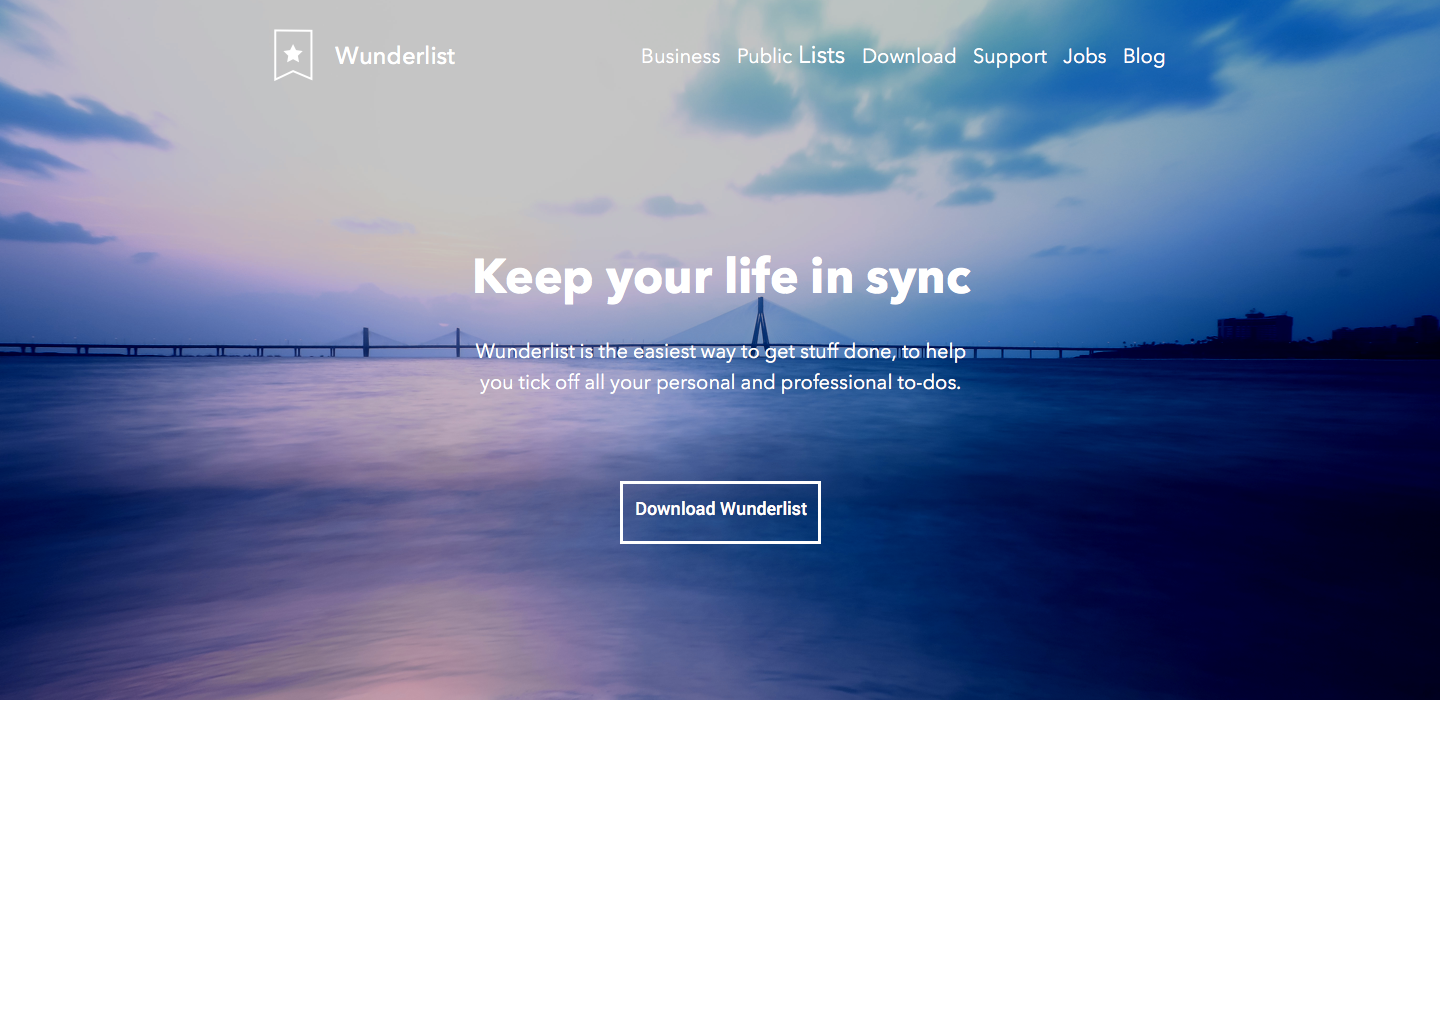 Wunderlist
Business Public Lists Download Support Jobs Blog
Keep your life in sync
Wunderlist is the easiest way to get stuff done, to help
you tick off all your personal and professional to-dos.
Download Wunderlist